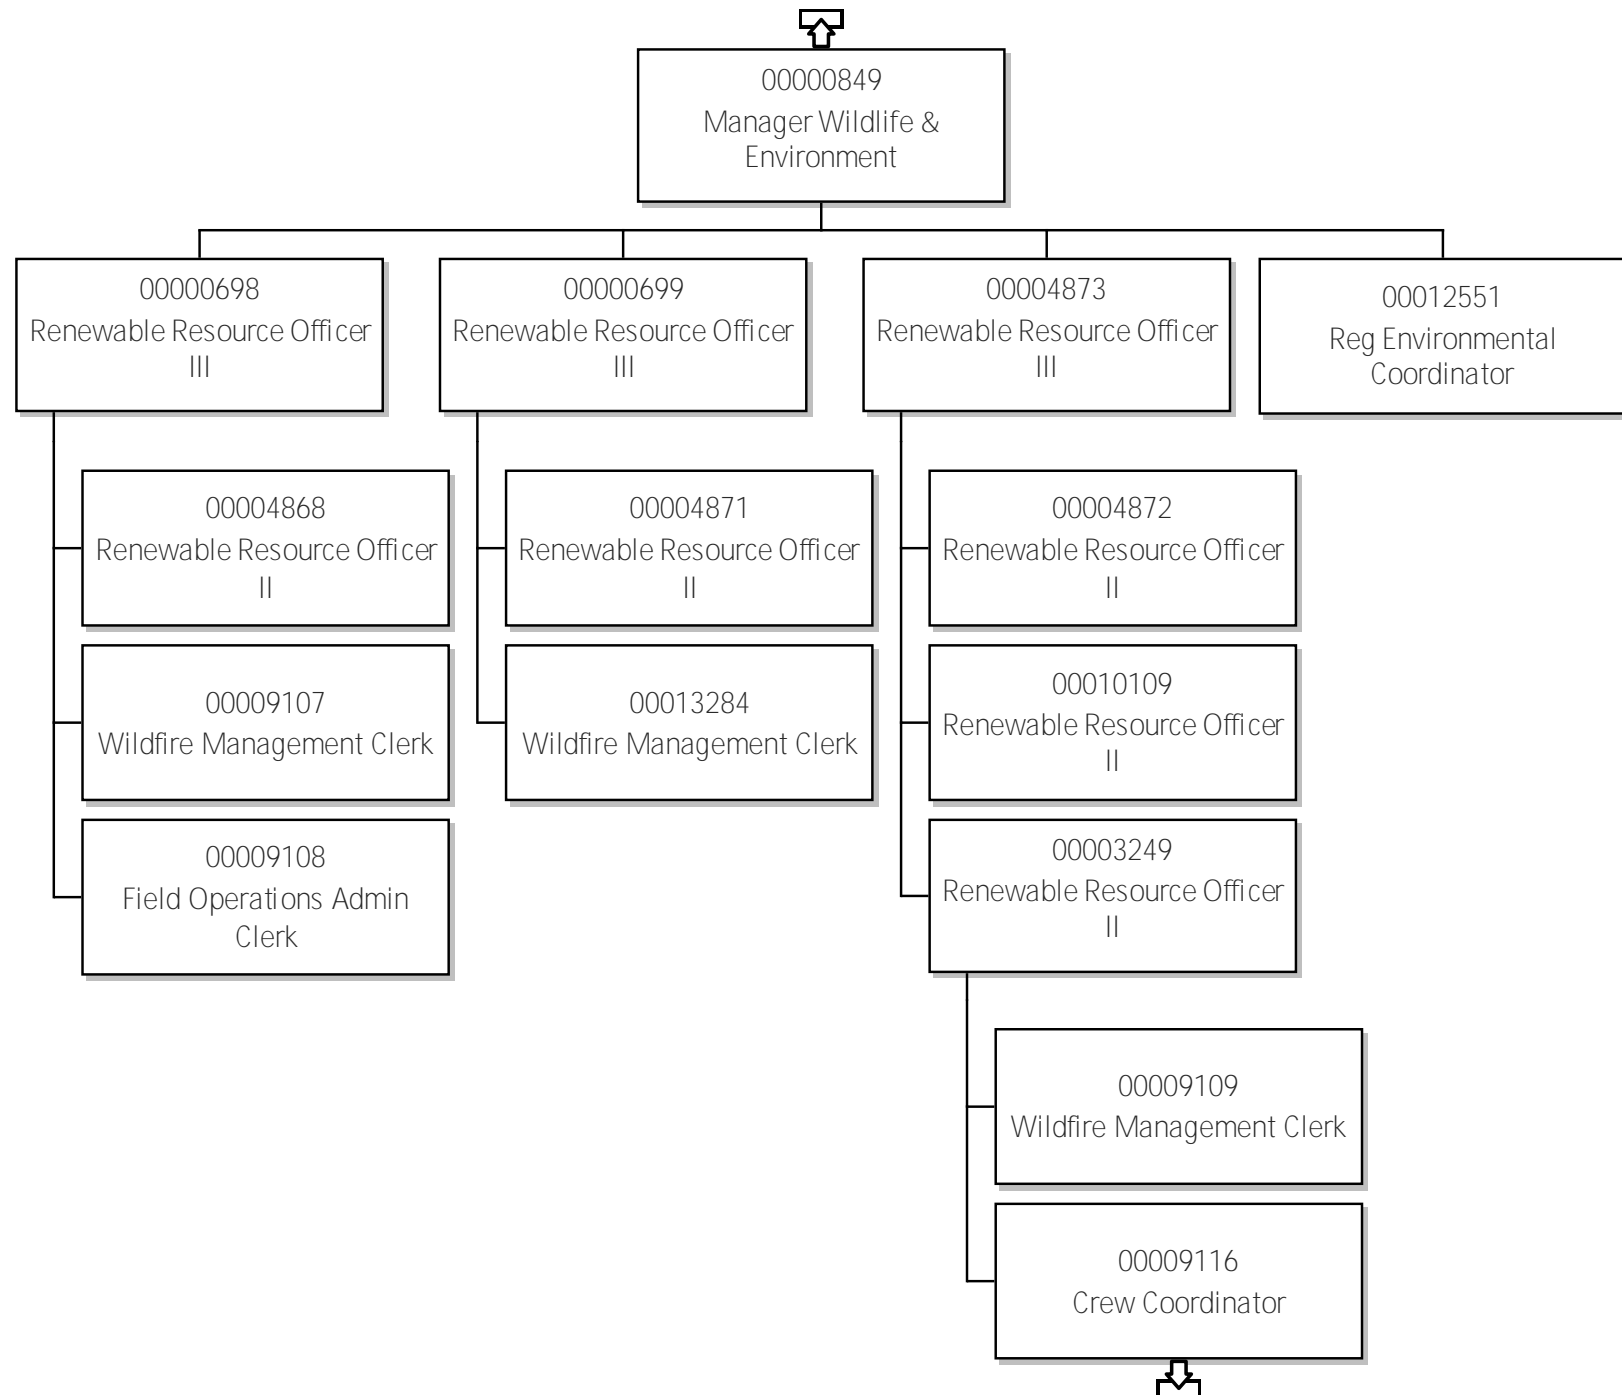 00000849
Manager Wildlife &
Environment
00000698
Renewable Resource Officer
III
00000699
Renewable Resource Officer
III
00004873
Renewable Resource Officer
III
00012551
Reg Environmental
Coordinator
00004868
Renewable Resource Officer
II
00009107
Wildfire Management Clerk
00009108
Field Operations Admin
Clerk
00004871
Renewable Resource Officer
II
00013284
Wildfire Management Clerk
00004872
Renewable Resource Officer
II
00010109
Renewable Resource Officer
II
00003249
Renewable Resource Officer
II
00009109
Wildfire Management Clerk
00009116
Crew Coordinator